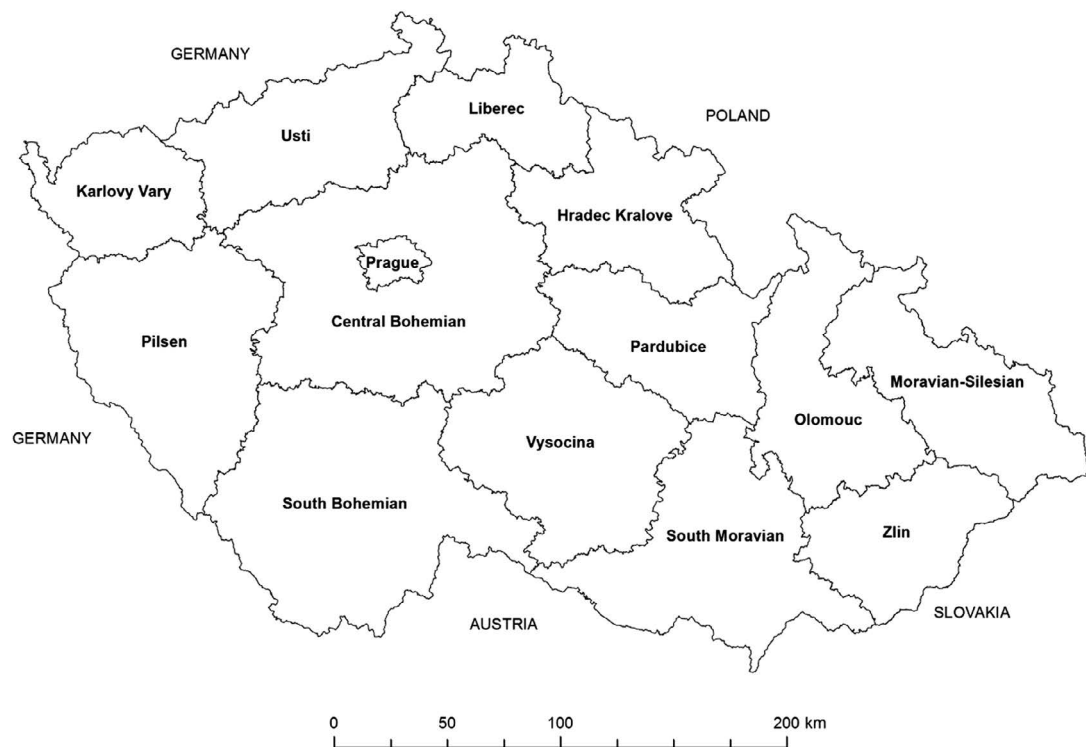 GERMANY
Liberec
POLAND
Usti
Karlovy Vary
Hradec Kralove
Prague
Central Bohemian
Pilsen
Pardubice
Moravian-Silesian
Olomouc
GERMANY
Vysocina
South Bohemian
South Moravian
Zlin
SLOVAKIA
AUSTRIA
0 50 100 200 km